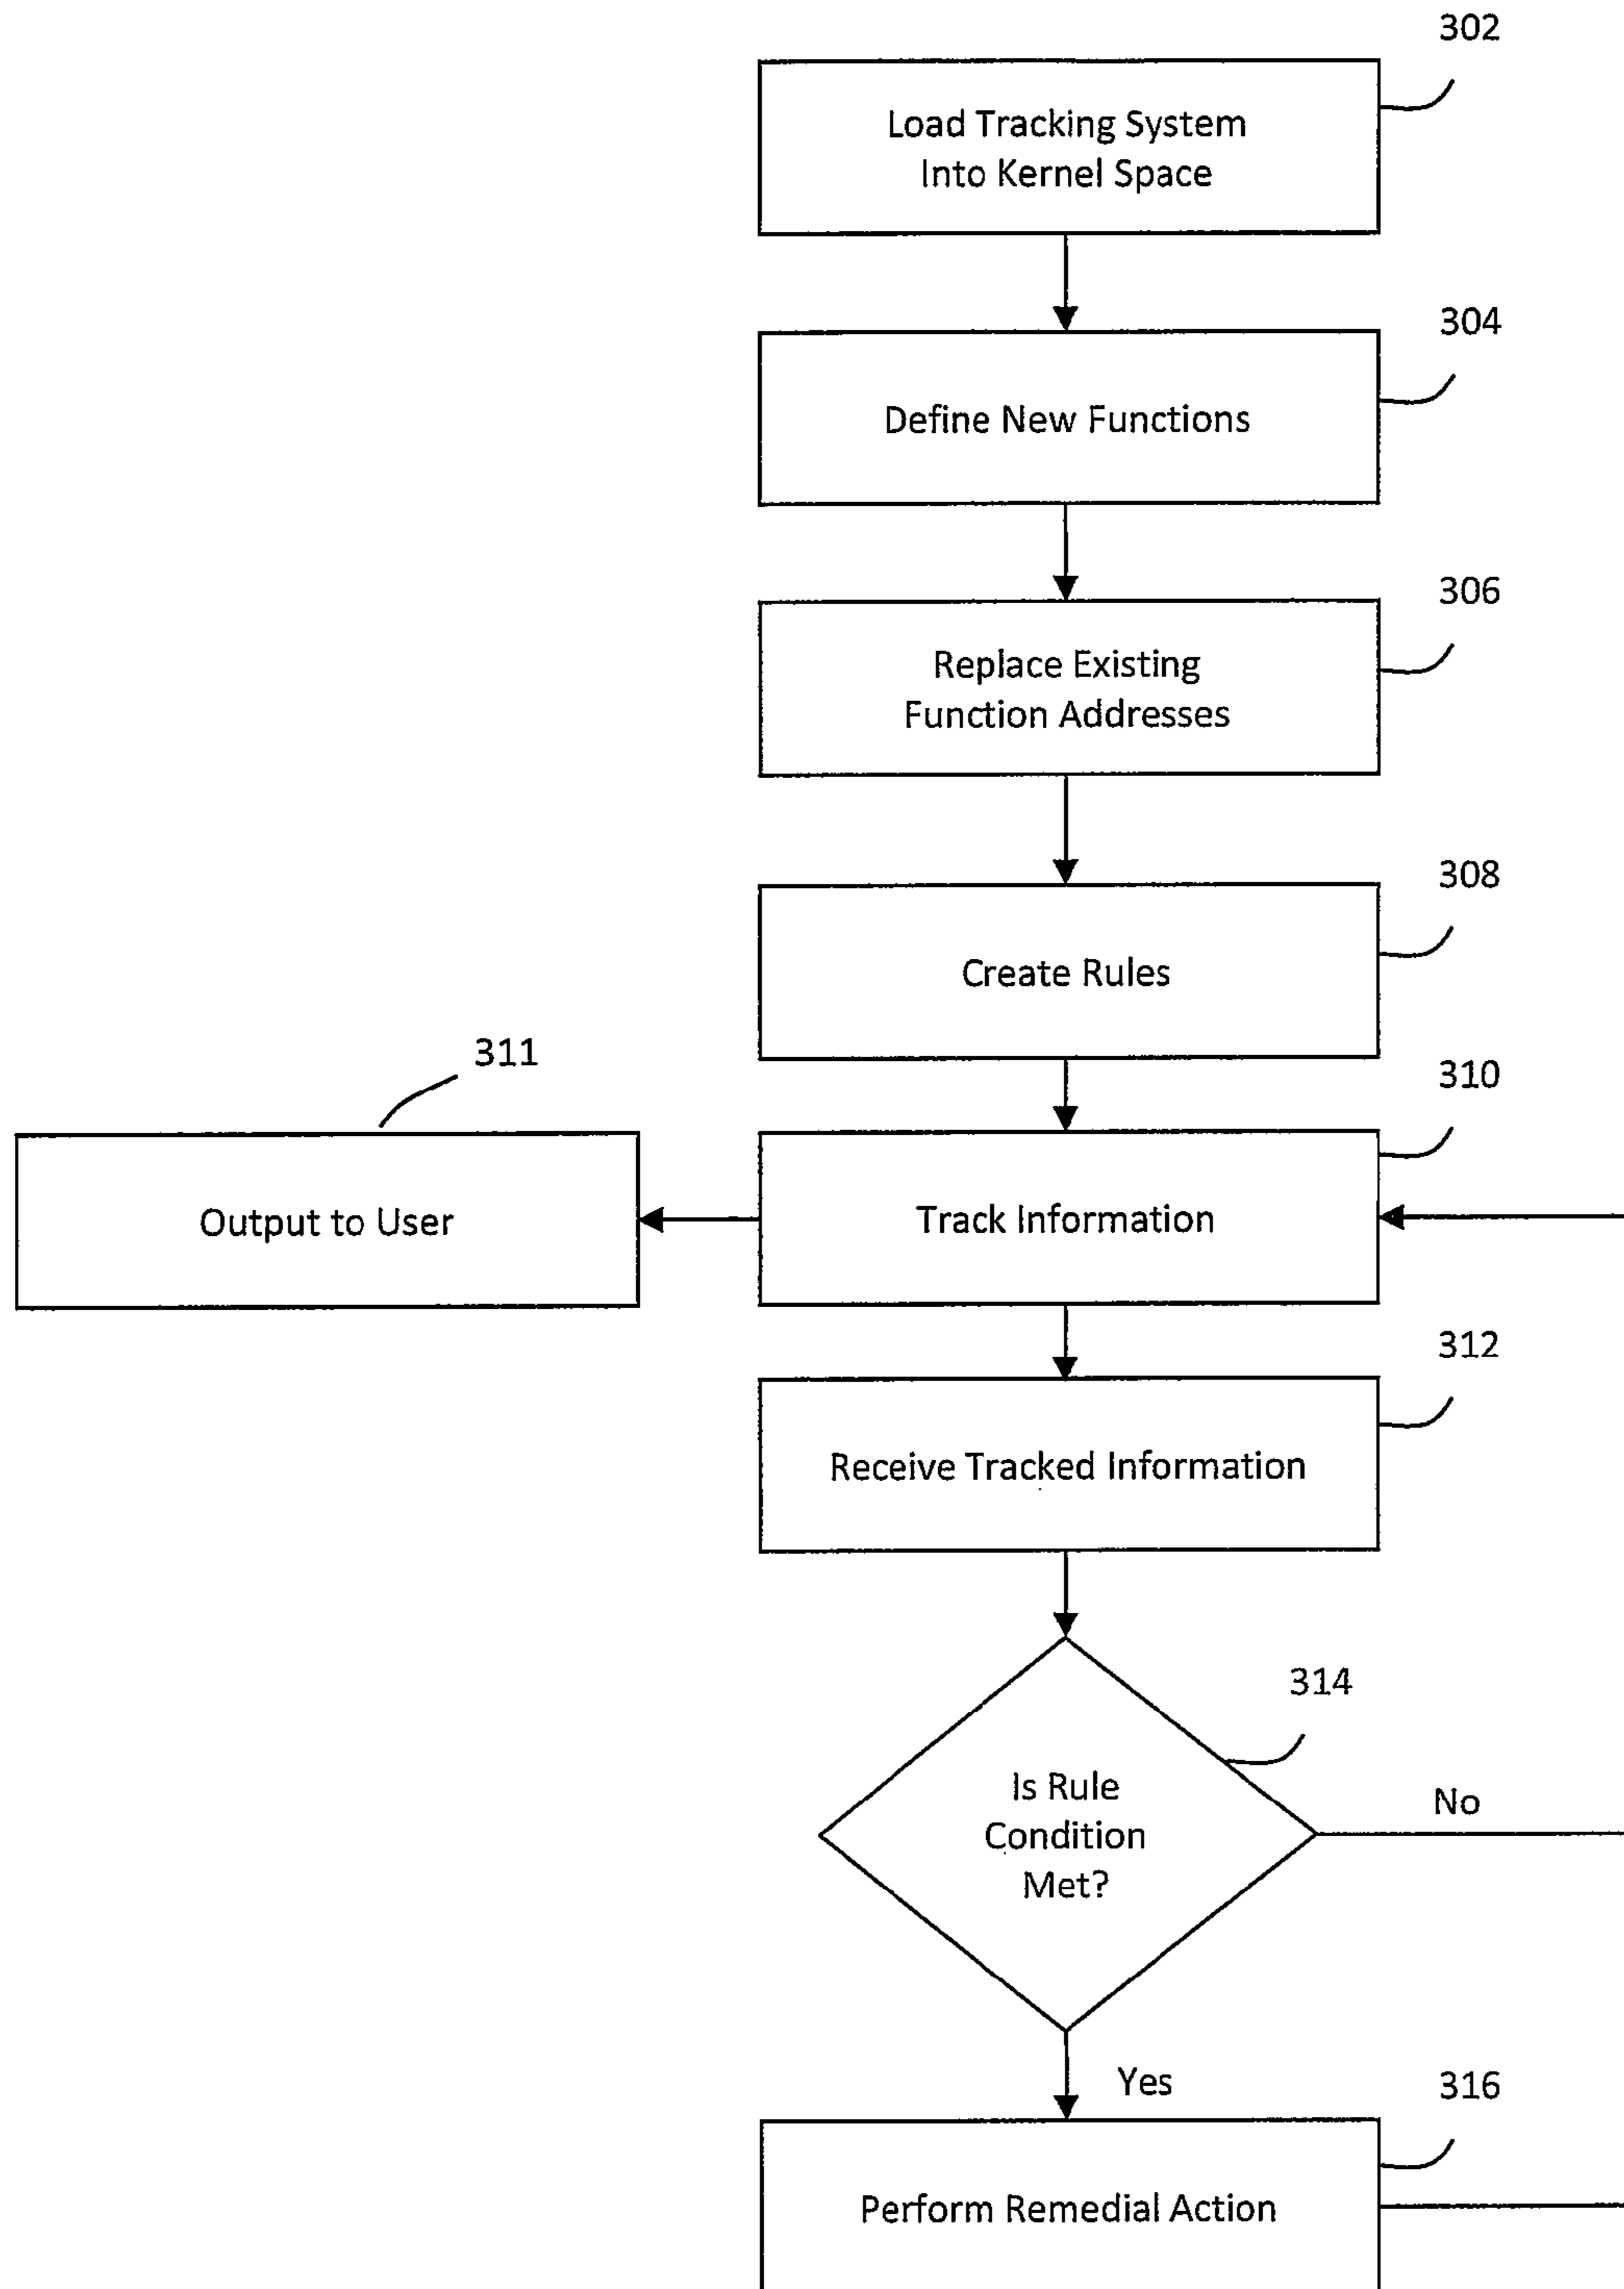 302
Load Tracking System
Into Kernel Space
304
Define New Functions
306
Replace Existing
Function Addresses
308
Create Rules
311
310
Output to User
Track Information
312
Receive Tracked Information
314
Is Rule
Condition
Met?
No
Yes
316
Perform Remedial Action